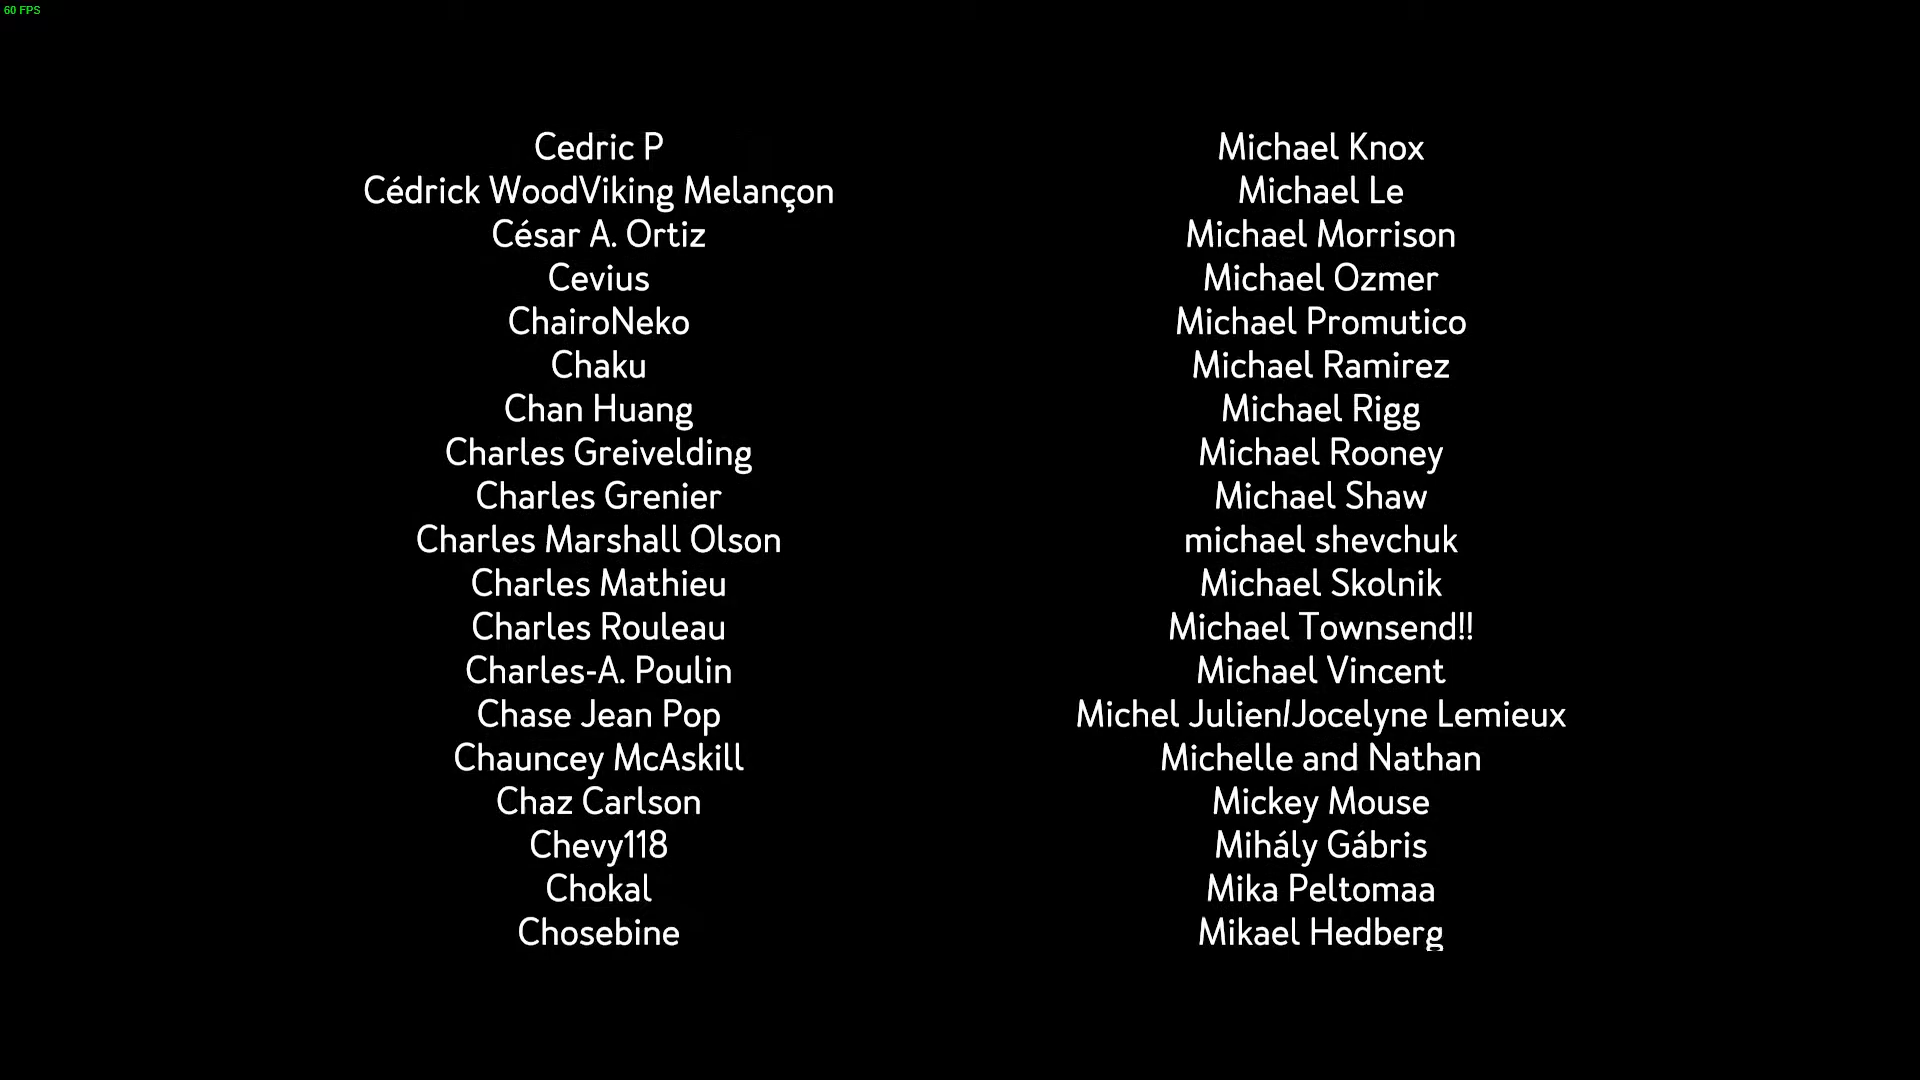 60 FPS
Cedric P
Cédrick WoodViking Melançon
César A. Ortiz
Cevius
ChairoNeko
Chaku
Chan Huang
Charles Greivelding
Charles Grenier
Charles Marshall Olson
Charles Mathieu
Charles Rouleau
Charles-A. Poulin
Chase Jean Pop
Chauncey McAskill
Chaz Carlson
Chevy118
Chokal
Chosebine
Michael Knox
Michael Le
Michael Morrison
Michael Ozmer
Michael Promutico
Michael Ramirez
Michael Rigg
Michael Rooney
Michael Shaw
michael shevchuk
Michael Skolnik
Michael Townsend!!
Michael Vincent
Michel Julien/Jocelyne Lemieux
Michelle and Nathan
Mickey Mouse
Mihály Gábris
Mika Peltomaa
Mikael Hedberg